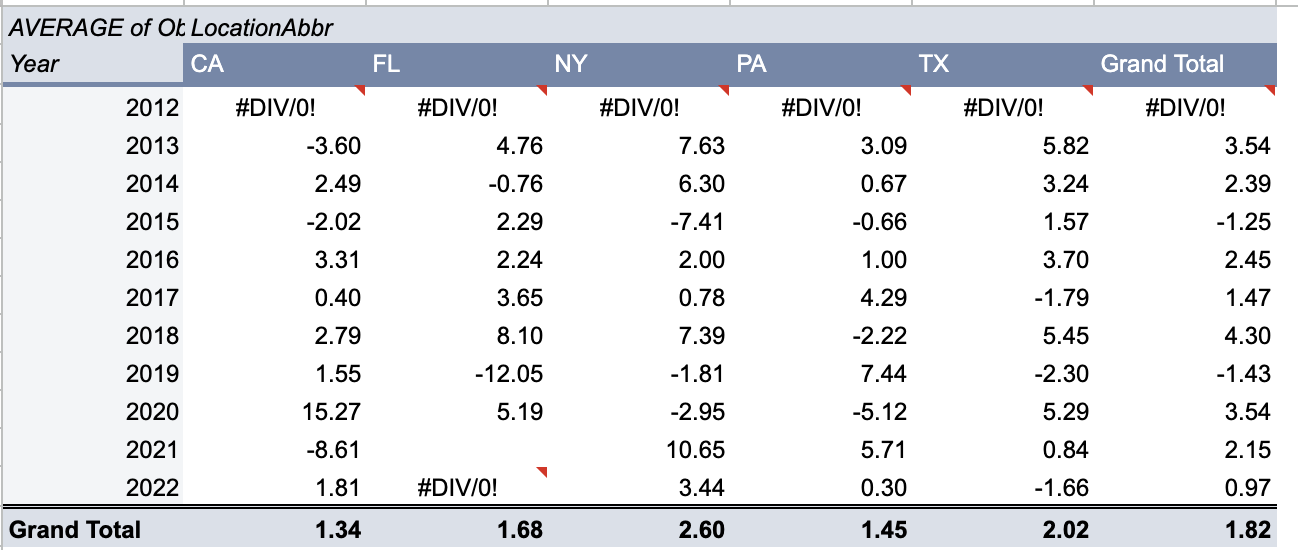 AVERAGE of Ob LocationAbbr
Year CA FL NY PA TX Grand Total
2012 #DIV/0! #DIV/0! #DIV/0! #DIV/0! #DIV/0! #DIV/0!
2013 -3.60 4.76 7.63 3.09 5.82 3.54
2014 2.49 -0.76 6.30 0.67 3.24 2.39
2015 -2.02 2.29 -7.41 -0.66 1.57 -1.25
2016 3.31 2.24 2.00 1.00 3.70 2.45
2017 0.40 3.65 0.78 4.29 -1.79 1.47
2018 2.79 8.10 7.39 -2.22 5.45 4.30
2019 1.55 -12.05 -1.81 7.44 -2.30 -1.43
2020 15.27 5.19 -2.95 -5.12 5.29 3.54
2021 -8.61 10.65 5.71 0.84 2.15
2022 1.81 #DIV/0! 3.44 0.30 -1.66 0.97
Grand Total 1.34 1.68 2.60 1.45 2.02 1.82